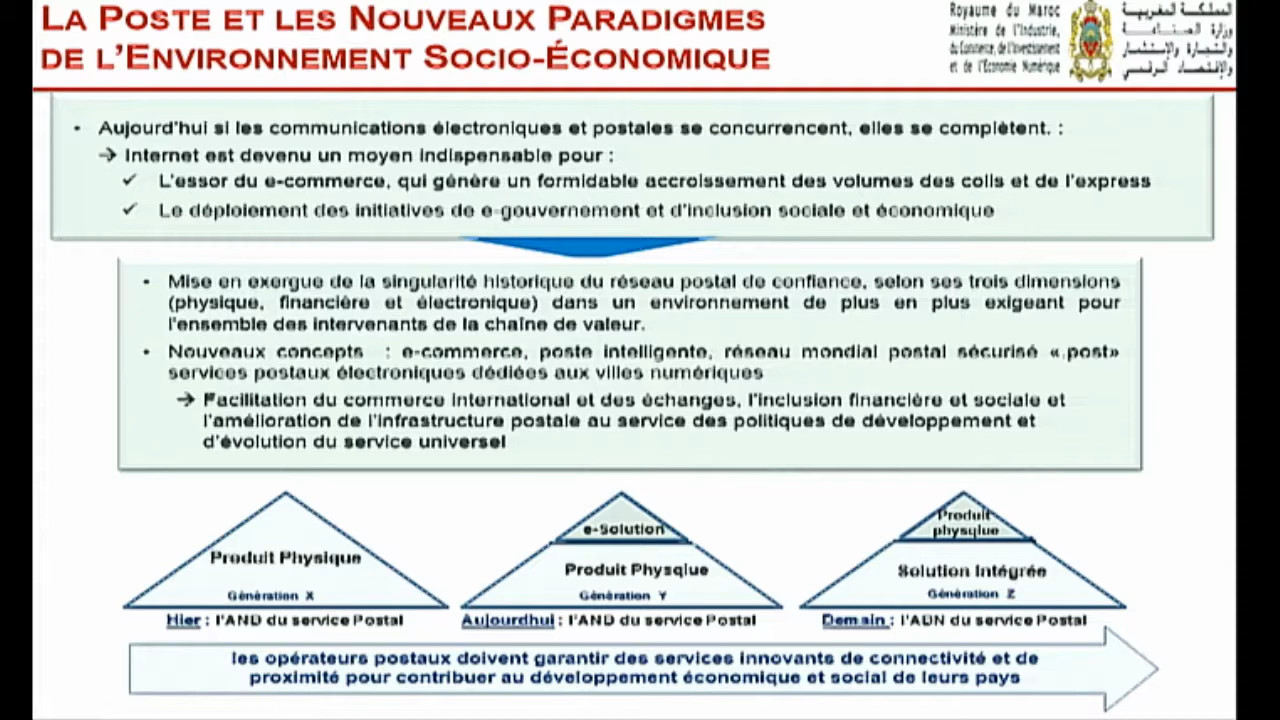 LA POSTE ET LES NOUVEAUX PARADIGMES
DE L'ENVIRONNEMENT SOCIO-ÉCONOMIQUE
Royaume du Maroc
Ministère de l'Industrie,
du Commerce, de l'Investissement
et de l'Économie Numérique
المملكة المغربية
وزارة الصناعة
والتجارة والإستثمار
والإقتصاد الرقمي
• Aujourd'hui si les communications électroniques et postales se concurrencent, elles se complètent. :
→ Internet est devenu un moyen indispensable pour :
✓ L'essor du e-commerce, qui génère un formidable accroissement des volumes des colis et de l'express
✓ Le déploiement des initiatives de e-gouvernement et d'inclusion sociale et économique
• Mise en exergue de la singularité historique du réseau postal de confiance, selon ses trois dimensions
(physique, financière et électronique) dans un environnement de plus en plus exigeant pour
l'ensemble des intervenants de la chaîne de valeur.
• Nouveaux concepts : e-commerce, poste intelligente, réseau mondial postal sécurisé «.post»
services postaux électroniques dédiées aux villes numériques
→ Facilitation du commerce international et des échanges, l'inclusion financière et sociale et
l'amélioration de l'infrastructure postale au service des politiques de développement et
d'évolution du service universel
Produit Physique
Génération X
Hier : l'AND du service Postal
e-Solution
Produit Physqiue
Génération Y
Aujourdhui : l'AND du service Postal
Produit
physqiue
Solution Intégrée
Génération Z
Demain : l'ADN du service Postal
les opérateurs postaux doivent garantir des services innovants de connectivité et de
proximité pour contribuer au développement économique et social de leurs pays